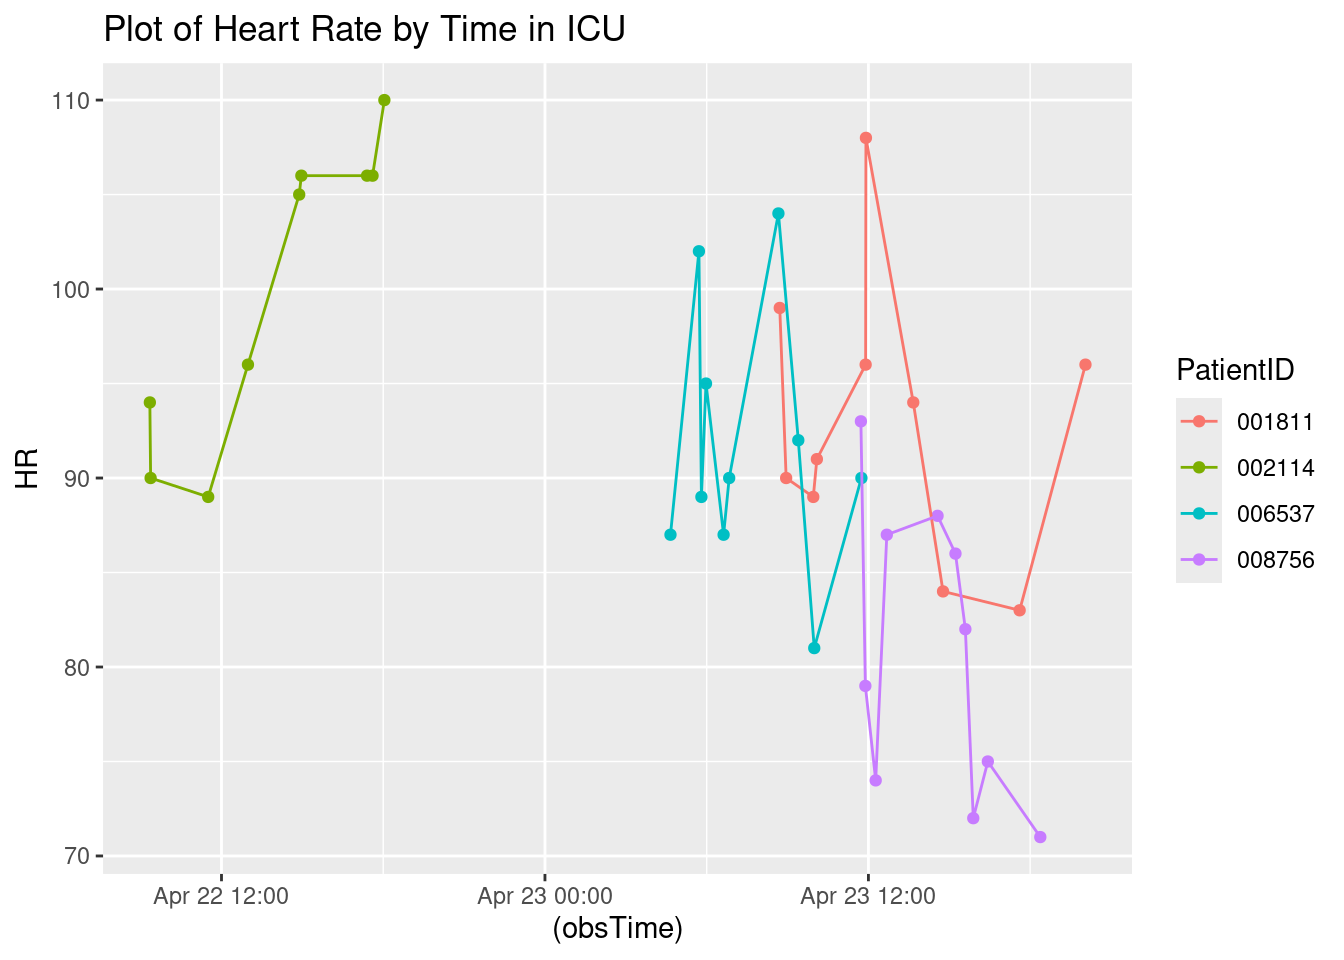 Plot of Heart Rate by Time in ICU
110
100
90
80
70
HR
Apr 22 12:00
Apr 23 00:00
Apr 23 12:00
(obsTime)
PatientID
001811
002114
006537
008756